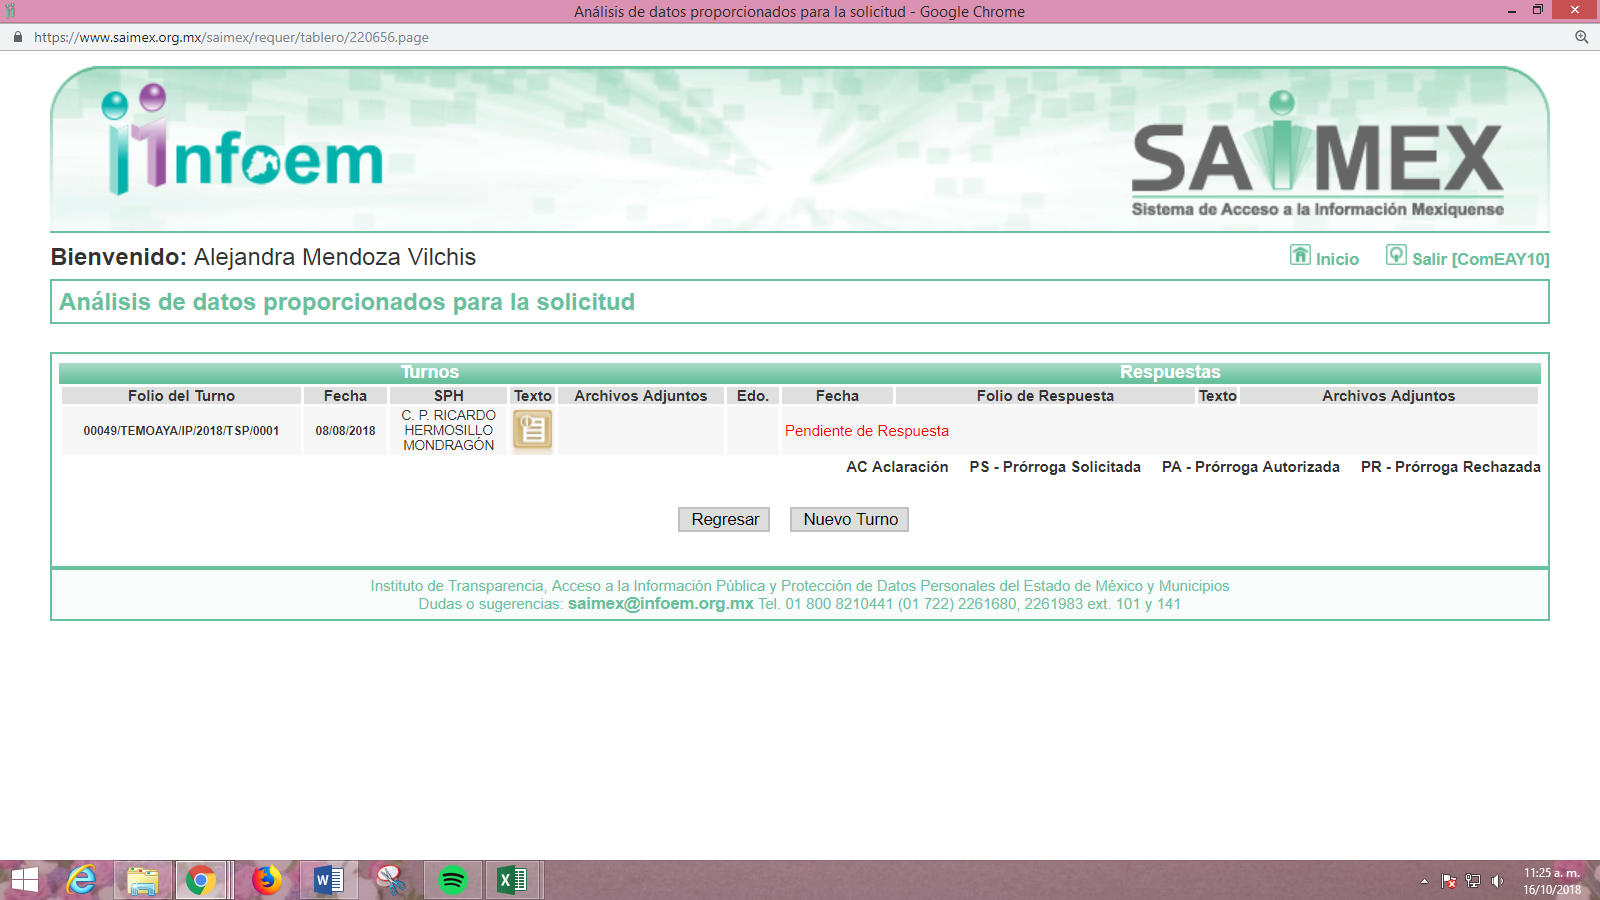 Análisis de datos proporcionados para la solicitud - Google Chrome
https://www.saimex.org.mx/saimex/requer/tablero/220656.page
infoem
SAIMEX
Sistema de Acceso a la Información Mexiquense
Bienvenido: Alejandra Mendoza Vilchis
Inicio Salir [ComEAY10]
Análisis de datos proporcionados para la solicitud
Turnos Respuestas
Folio del Turno Fecha SPH Texto Archivos Adjuntos Edo. Fecha Folio de Respuesta Texto Archivos Adjuntos
00049/TEMOAYA/IP/2018/TSP/0001 08/08/2018 C. P. RICARDO
HERMOSILLO
MONDRAGÓN
Pendiente de Respuesta
AC Aclaración PS - Prórroga Solicitada PA - Prórroga Autorizada PR - Prórroga Rechazada
Regresar Nuevo Turno
Instituto de Transparencia, Acceso a la Información Pública y Protección de Datos Personales del Estado de México y Municipios
Dudas o sugerencias: saimex@infoem.org.mx Tel. 01 800 8210441 (01 722) 2261680, 2261983 ext. 101 y 141
11:25 a. m.
16/10/2018